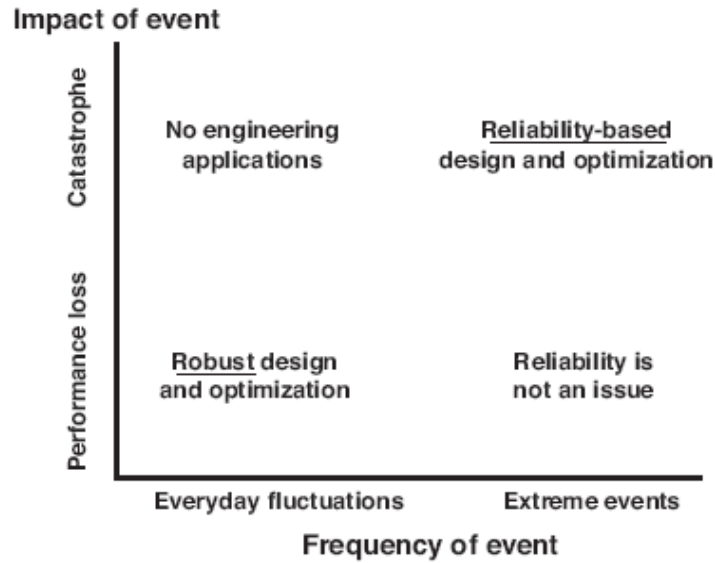 Impact of event
Catastrophe
No engineering
applications
Reliability-based
design and optimization
Performance loss
Robust design
and optimization
Reliability is
not an issue
Everyday fluctuations
Extreme events
Frequency of event